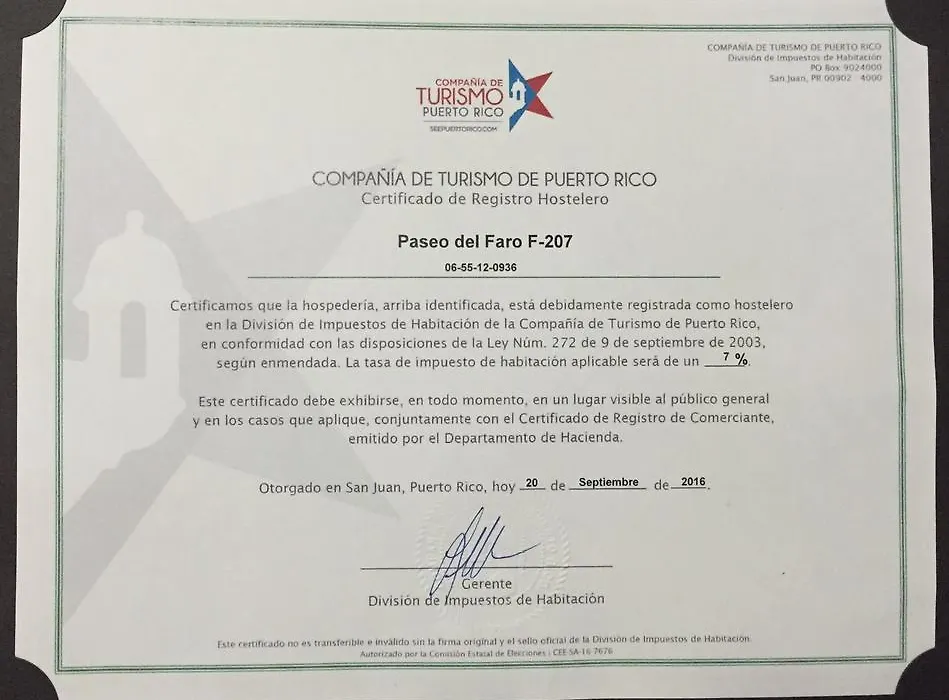 COMPAÑÍA DE TURISMO DE PUERTO RICO
División de Impuestos de Habitación
PO Box 9024000
San Juan, PR 00902 4000
COMPAÑÍA DE
TURISMO
PUERTO RICO
SEEPUERTORICO.COM
COMPAÑÍA DE TURISMO DE PUERTO RICO
Certificado de Registro Hostelero
Paseo del Faro F-207
06-55-12-0936
Certificamos que la hospedería, arriba identificada, está debidamente registrada como hostelero
en la División de Impuestos de Habitación de la Compañía de Turismo de Puerto Rico,
en conformidad con las disposiciones de la Ley Núm. 272 de 9 de septiembre de 2003,
según enmendada. La tasa de impuesto de habitación aplicable será de un 7 %.
Este certificado debe exhibirse, en todo momento, en un lugar visible al público general
y en los casos que aplique, conjuntamente con el Certificado de Registro de Comerciante,
emitido por el Departamento de Hacienda.
Otorgado en San Juan, Puerto Rico, hoy 20 de Septiembre de 2016.
Gerente
División de Impuestos de Habitación
Este certificado no es transferible e inválido sin la firma original y el sello oficial de la División de Impuestos de Habitación.
Autorizado por la Comisión Estatal de Elecciones : CEE-SA-16-7676